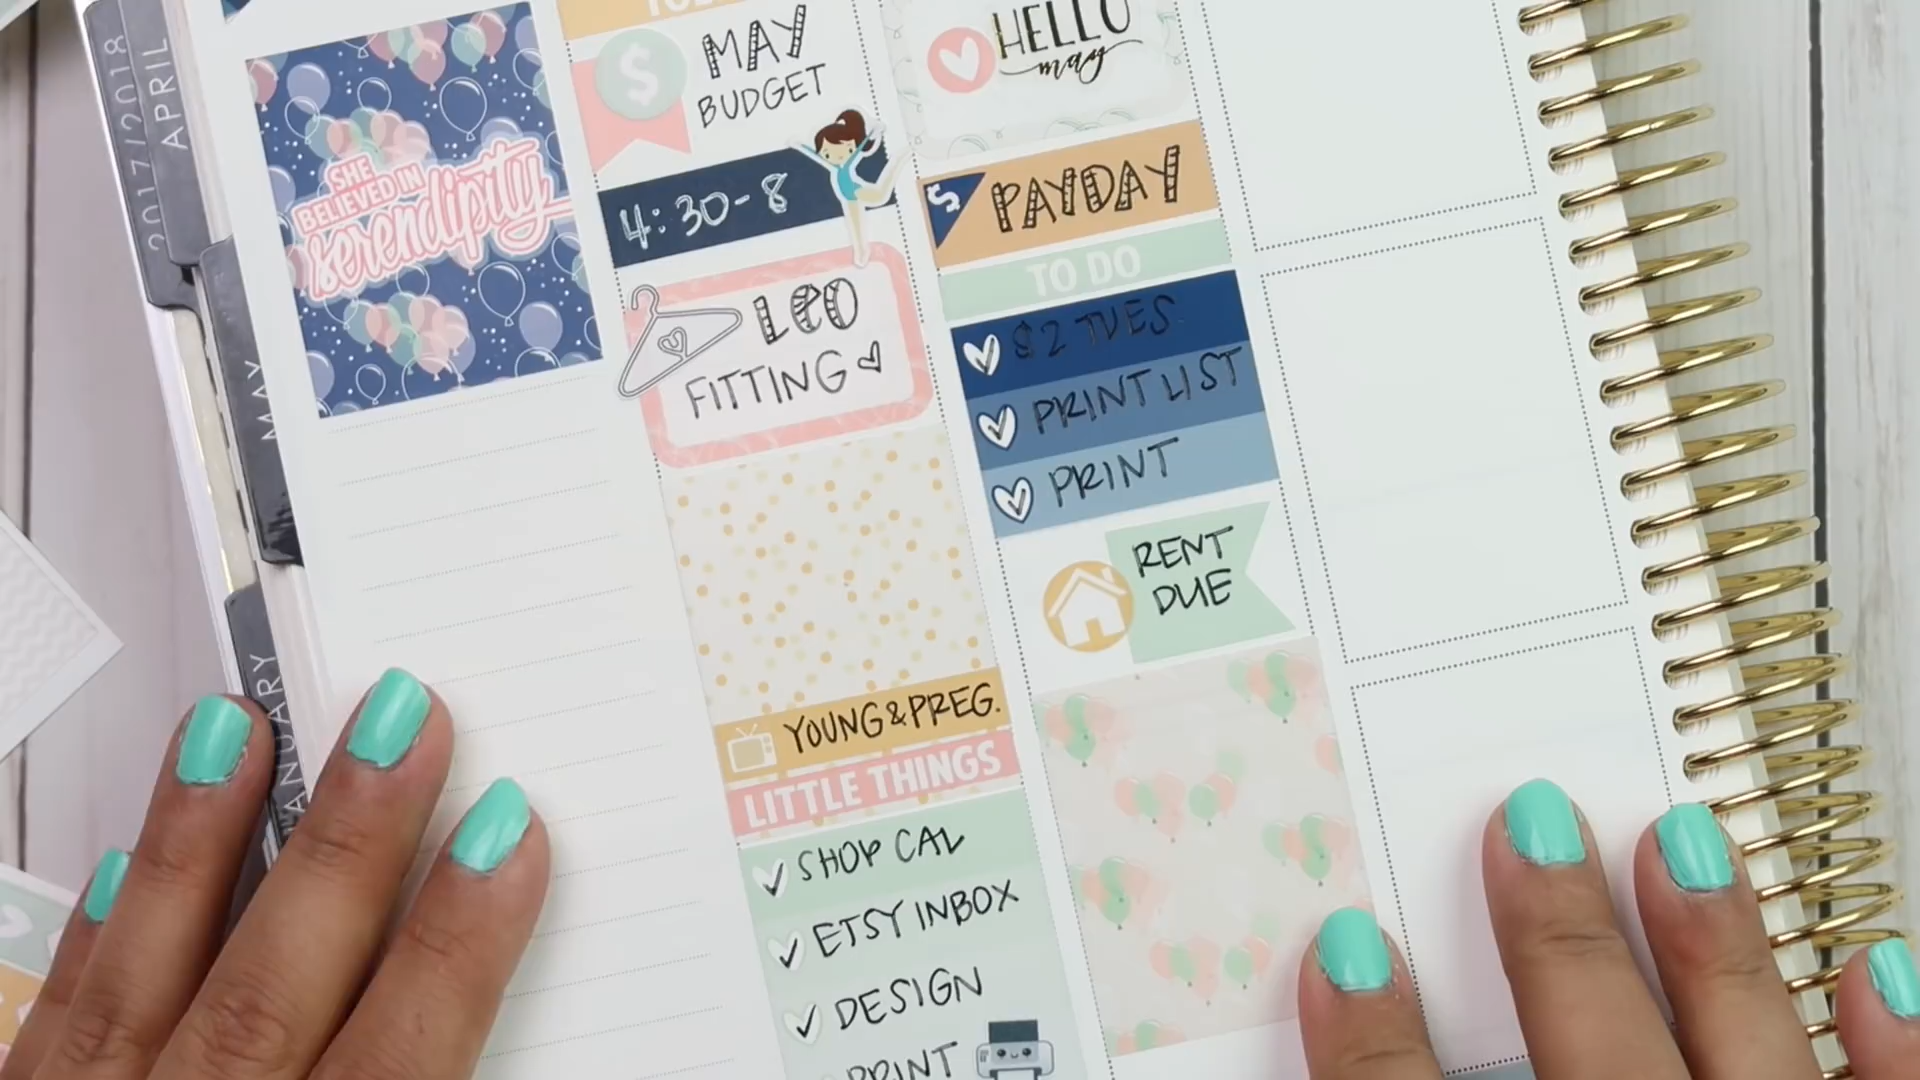 2017/2018
APRIL
MAY
JANUARY
SHE
BELIEVED IN
serendipity
MAY
BUDGET
4:30-8
LEO
FITTING
YOUNG & PREG.
LITTLE THINGS
SHOP CAL
ETSY INBOX
DESIGN
PRINT
HELLO
may
PAYDAY
TO DO
$2 TUES.
PRINT LIST
PRINT
RENT
DUE